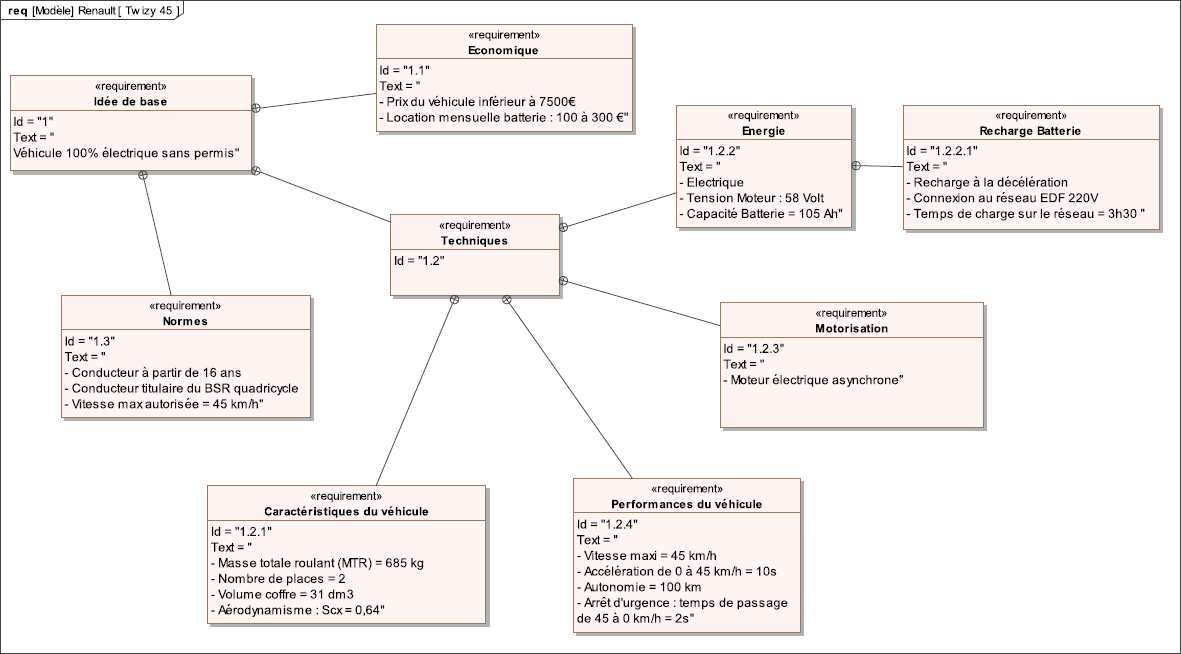 req [Modèle] Renault [ Twizy 45 ]
«requirement»
Economique
Id = "1.1"
Text = "
- Prix du véhicule inférieur à 7500€
- Location mensuelle batterie : 100 à 300 €"
«requirement»
Idée de base
Id = "1"
Text = "
Véhicule 100% électrique sans permis"
«requirement»
Energie
Id = "1.2.2"
Text = "
- Electrique
- Tension Moteur : 58 Volt
- Capacité Batterie = 105 Ah"
«requirement»
Recharge Batterie
Id = "1.2.2.1"
Text = "
- Recharge à la décélération
- Connexion au réseau EDF 220V
- Temps de charge sur le réseau = 3h30 "
«requirement»
Techniques
Id = "1.2"
«requirement»
Normes
Id = "1.3"
Text = "
- Conducteur à partir de 16 ans
- Conducteur titulaire du BSR quadricycle
- Vitesse max autorisée = 45 km/h"
«requirement»
Motorisation
Id = "1.2.3"
Text = "
- Moteur électrique asynchrone"
«requirement»
Caractéristiques du véhicule
Id = "1.2.1"
Text = "
- Masse totale roulant (MTR) = 685 kg
- Nombre de places = 2
- Volume coffre = 31 dm3
- Aérodynamisme : Scx = 0,64"
«requirement»
Performances du véhicule
Id = "1.2.4"
Text = "
- Vitesse maxi = 45 km/h
- Accélération de 0 à 45 km/h = 10s
- Autonomie = 100 km
- Arrêt d'urgence : temps de passage
de 45 à 0 km/h = 2s"